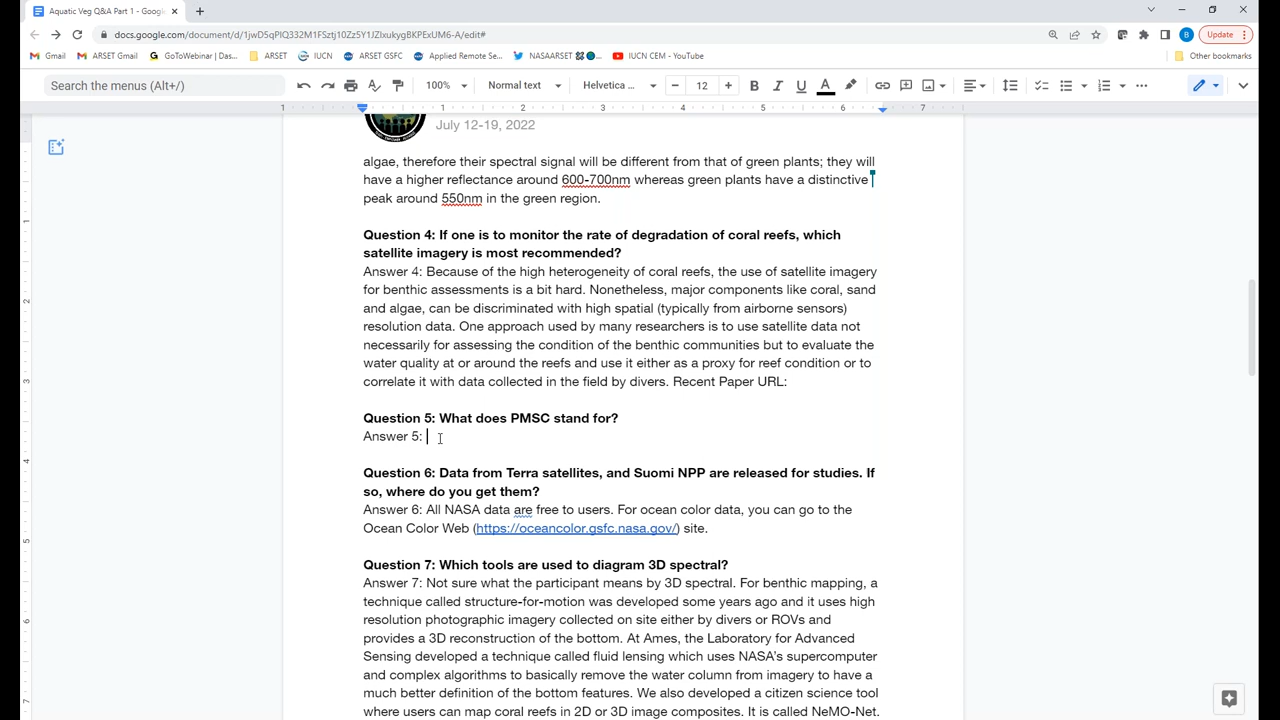 Aquatic Veg Q&A Part 1 - Googl
docs.google.com/document/d/1jwD5qPIQ332M1FSztj10Zz5Y1JZIxukygBKPExUM6-A/edit#
Update
Gmail
ARSET Gmail
GoToWebinar | Das...
ARSET
IUCN
ARSET GSFC
Applied Remote Se...
NASAARSET
IUCN CEM - YouTube
Other bookmarks
Search the menus (Alt+/)
100%
Normal text
Helvetica ...
12
B
I
U
A
1 1 2 3 4 5 6 7
July 12-19, 2022
algae, therefore their spectral signal will be different from that of green plants; they will
have a higher reflectance around 600-700nm whereas green plants have a distinctive
peak around 550nm in the green region.
Question 4: If one is to monitor the rate of degradation of coral reefs, which
satellite imagery is most recommended?
Answer 4: Because of the high heterogeneity of coral reefs, the use of satellite imagery
for benthic assessments is a bit hard. Nonetheless, major components like coral, sand
and algae, can be discriminated with high spatial (typically from airborne sensors)
resolution data. One approach used by many researchers is to use satellite data not
necessarily for assessing the condition of the benthic communities but to evaluate the
water quality at or around the reefs and use it either as a proxy for reef condition or to
correlate it with data collected in the field by divers. Recent Paper URL:
Question 5: What does PMSC stand for?
Answer 5:
Question 6: Data from Terra satellites, and Suomi NPP are released for studies. If
so, where do you get them?
Answer 6: All NASA data are free to users. For ocean color data, you can go to the
Ocean Color Web (https://oceancolor.gsfc.nasa.gov/) site.
Question 7: Which tools are used to diagram 3D spectral?
Answer 7: Not sure what the participant means by 3D spectral. For benthic mapping, a
technique called structure-for-motion was developed some years ago and it uses high
resolution photographic imagery collected on site either by divers or ROVs and
provides a 3D reconstruction of the bottom. At Ames, the Laboratory for Advanced
Sensing developed a technique called fluid lensing which uses NASA's supercomputer
and complex algorithms to basically remove the water column from imagery to have a
much better definition of the bottom features. We also developed a citizen science tool
where users can map coral reefs in 2D or 3D image composites. It is called NeMO-Net.